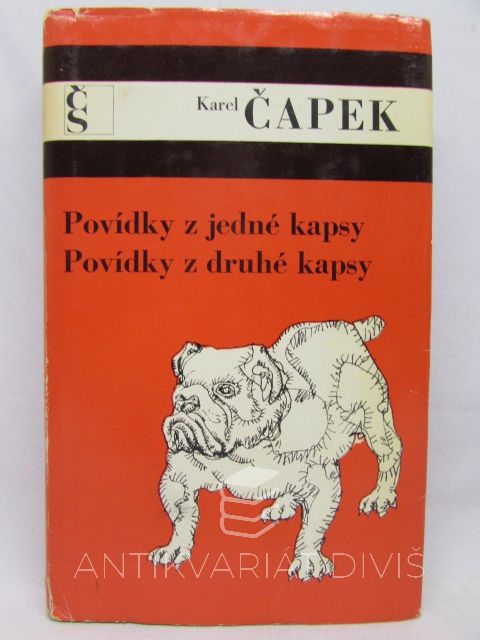 ČS
Karel ČAPEK
Povídky z jedné kapsy
Povídky z druhé kapsy
ANTIKVARIÁT DIVIŠ